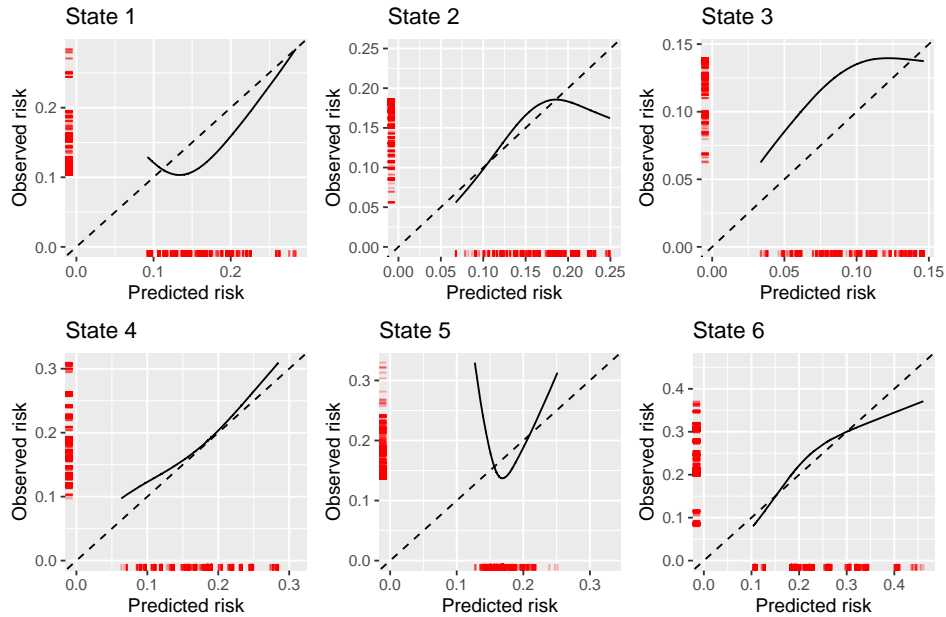 State 1
State 2
State 3
Observed risk
0.2
0.1
0.0
0.0
0.1
0.2
Predicted risk
Observed risk
0.25
0.20
0.15
0.10
0.05
0.00
0.00
0.05
0.10
0.15
0.20
0.25
Predicted risk
Observed risk
0.15
0.10
0.05
0.00
0.00
0.05
0.10
0.15
Predicted risk
State 4
State 5
State 6
Observed risk
0.3
0.2
0.1
0.0
0.0
0.1
0.2
0.3
Predicted risk
Observed risk
0.3
0.2
0.1
0.0
0.0
0.1
0.2
0.3
Predicted risk
Observed risk
0.4
0.3
0.2
0.1
0.0
0.0
0.1
0.2
0.3
0.4
Predicted risk